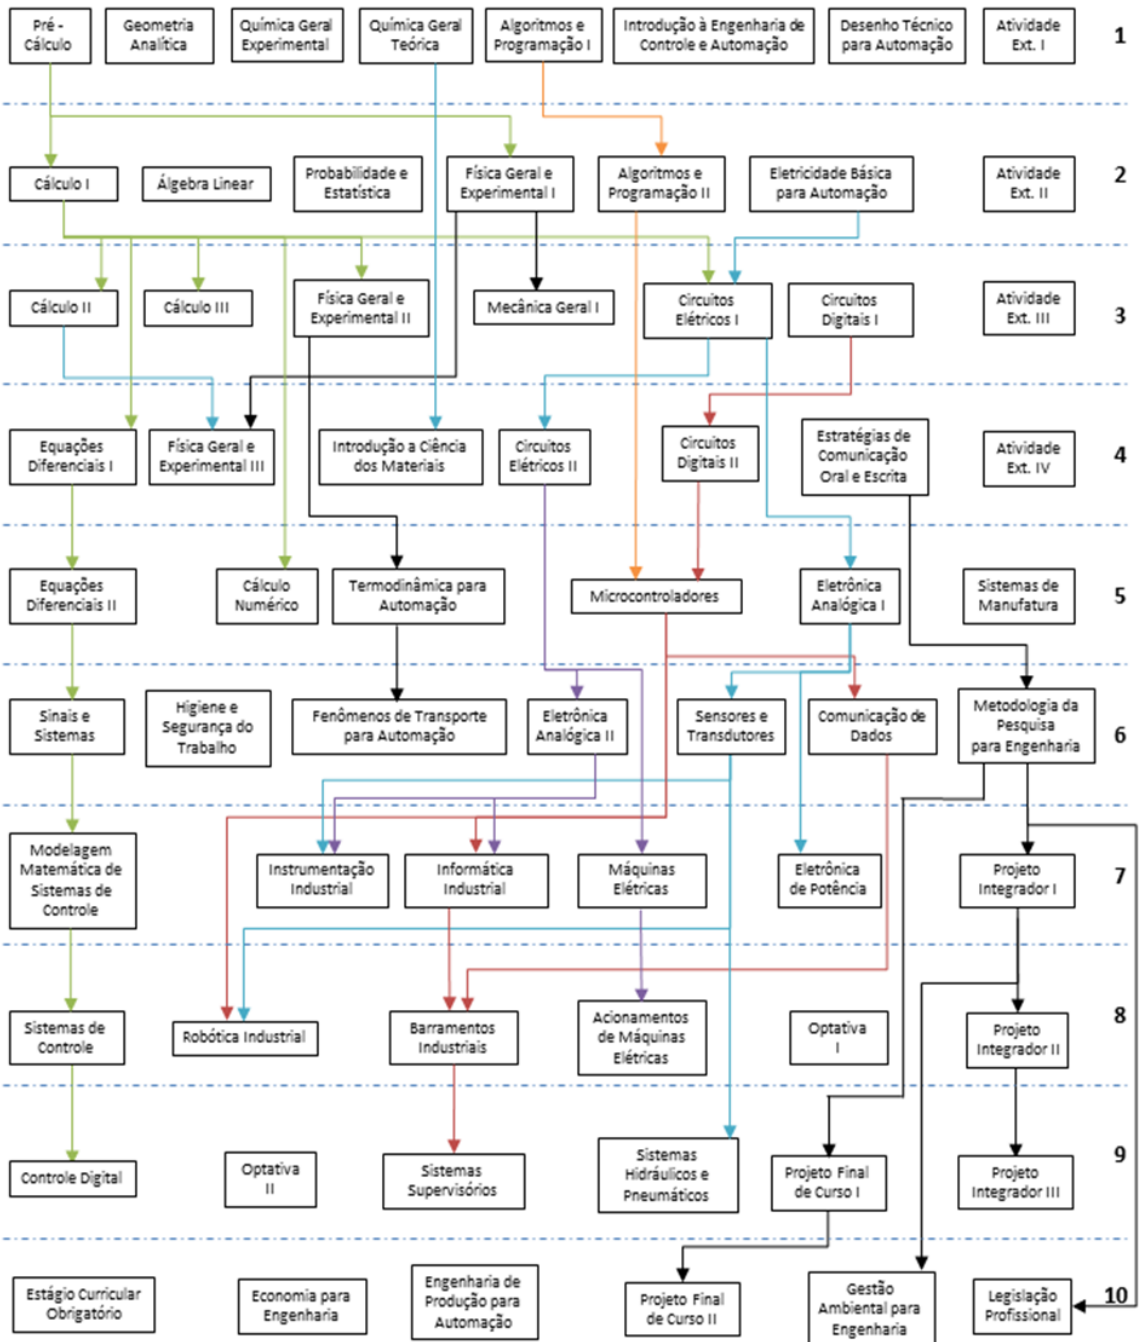 Pré -
Cálculo
Geometria
Analítica
Química Geral
Experimental
Química Geral
Teórica
Algoritmos e
Programação I
Introdução à Engenharia de
Controle e Automação
Desenho Técnico
para Automação
Atividade
Ext. I
1
Cálculo I
Álgebra Linear
Probabilidade e
Estatística
Física Geral e
Experimental I
Algoritmos e
Programação II
Eletricidade Básica
para Automação
Atividade
Ext. II
2
Cálculo II
Cálculo III
Física Geral e
Experimental II
Mecânica Geral I
Circuitos
Elétricos I
Circuitos
Digitais I
Atividade
Ext. III
3
Equações
Diferenciais I
Física Geral e
Experimental III
Introdução a Ciência
dos Materiais
Circuitos
Elétricos II
Circuitos
Digitais II
Estratégias de
Comunicação
Oral e Escrita
Atividade
Ext. IV
4
Equações
Diferenciais II
Cálculo
Numérico
Termodinâmica para
Automação
Microcontroladores
Eletrônica
Analógica I
Sistemas de
Manufatura
5
Sinais e
Sistemas
Higiene e
Segurança do
Trabalho
Fenômenos de Transporte
para Automação
Eletrônica
Analógica II
Sensores e
Transdutores
Comunicação de
Dados
Metodologia da
Pesquisa
para Engenharia
6
Modelagem
Matemática de
Sistemas de
Controle
Instrumentação
Industrial
Informática
Industrial
Máquinas
Elétricas
Eletrônica
de Potência
Projeto
Integrador I
7
Sistemas de
Controle
Robótica Industrial
Barramentos
Industriais
Acionamentos
de Máquinas
Elétricas
Optativa
I
Projeto
Integrador II
8
Controle Digital
Optativa
II
Sistemas
Supervisórios
Sistemas
Hidráulicos e
Pneumáticos
Projeto Final
de Curso I
Projeto
Integrador III
9
Estágio Curricular
Obrigatório
Economia para
Engenharia
Engenharia de
Produção para
Automação
Projeto Final
de Curso II
Gestão
Ambiental para
Engenharia
Legislação
Profissional
10